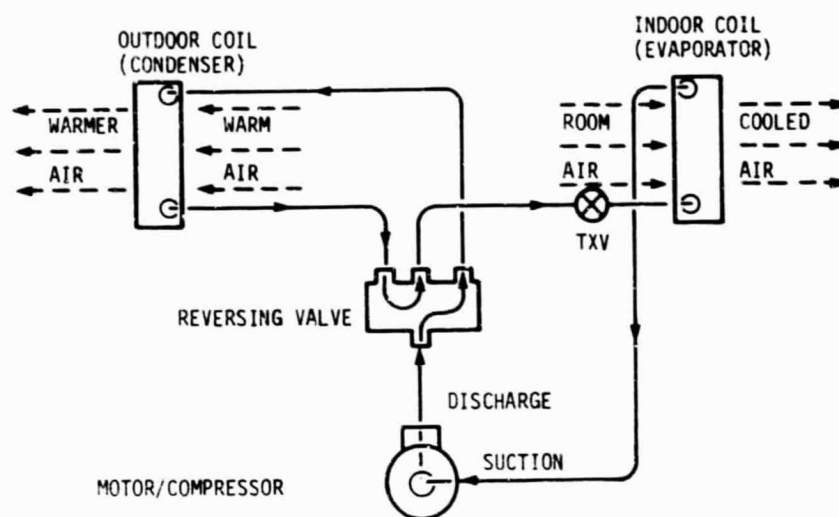 OUTDOOR COIL
(CONDENSER)
INDOOR COIL
(EVAPORATOR)
WARMER
AIR
WARM
AIR
ROOM
AIR
COOLED
AIR
TXV
REVERSING VALVE
DISCHARGE
SUCTION
MOTOR/COMPRESSOR